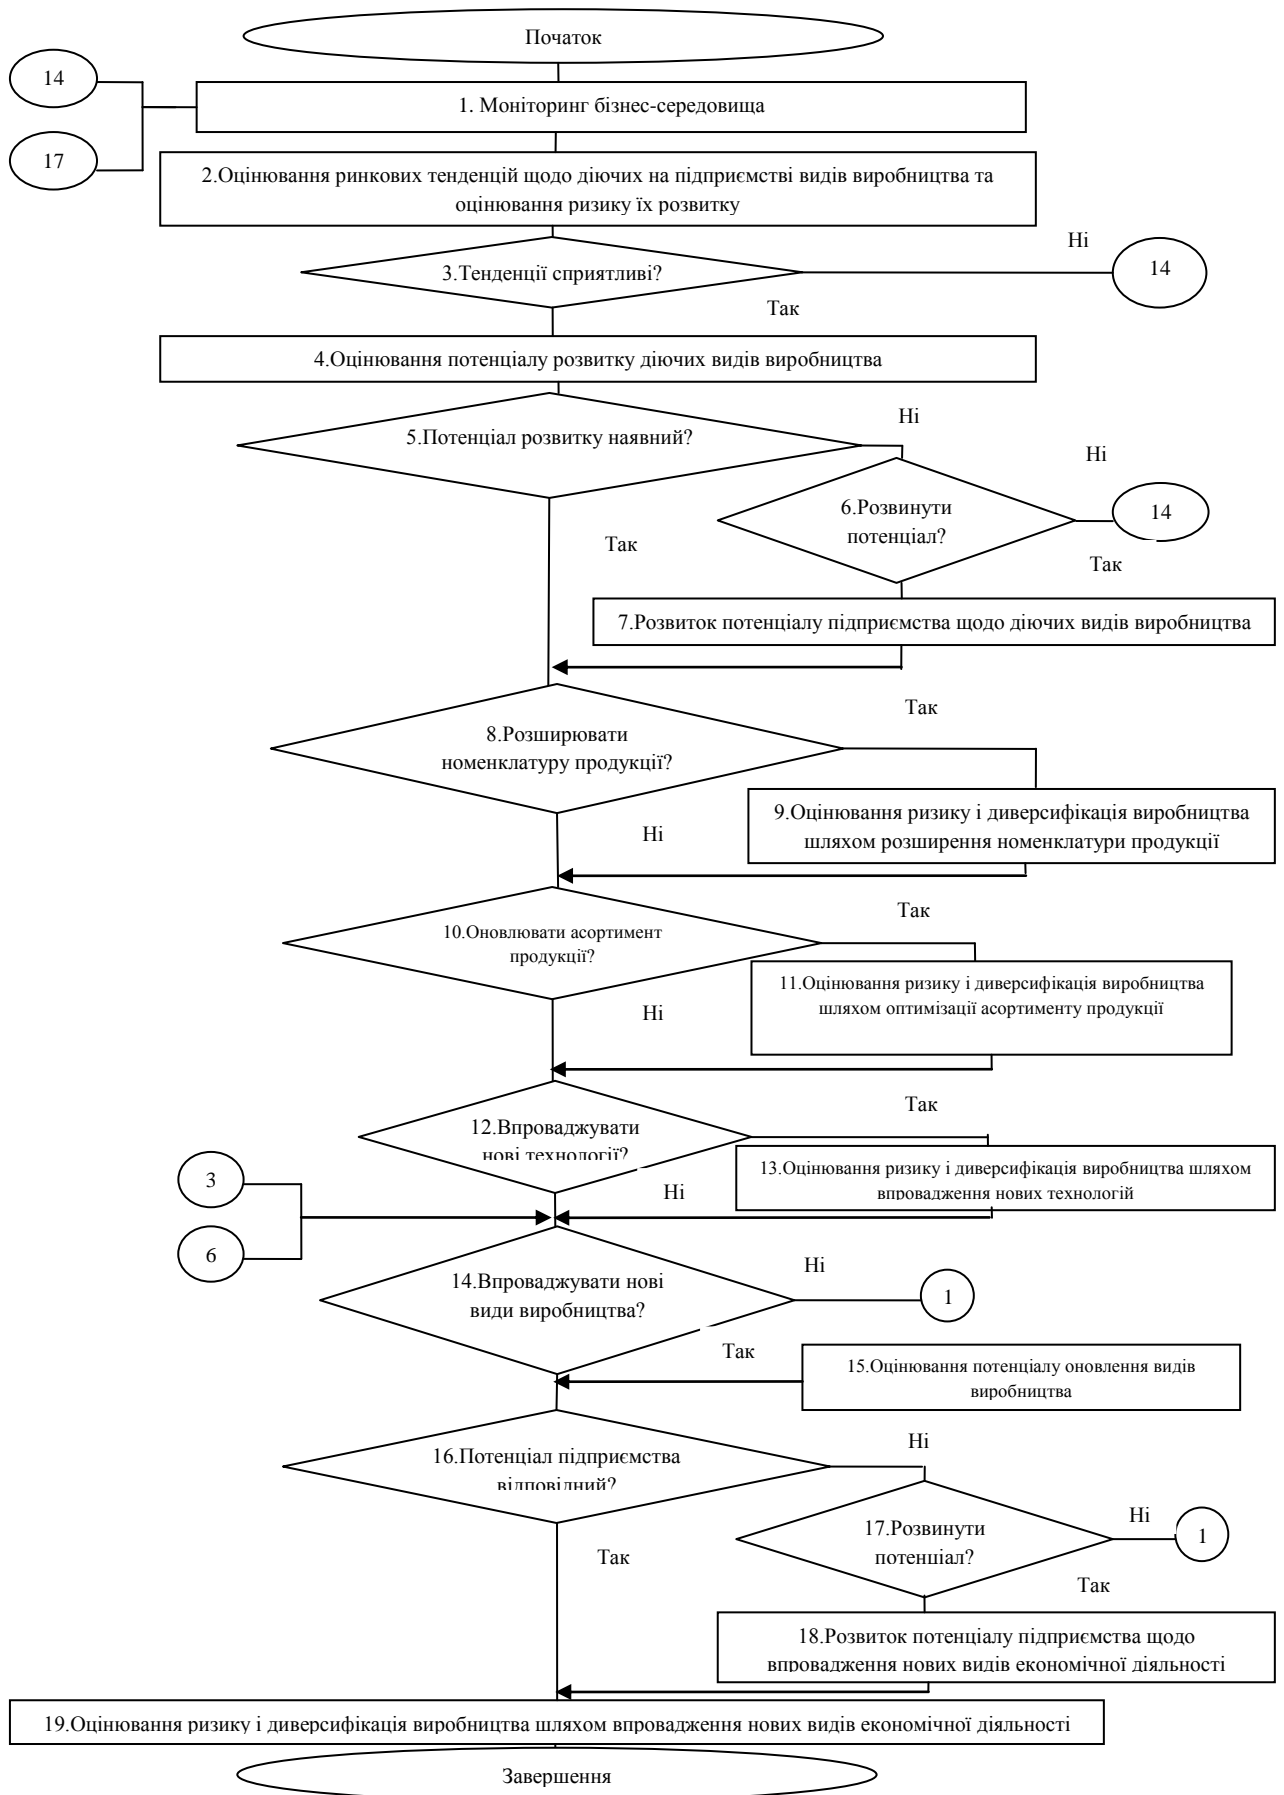 Початок
14
1. Моніторинг бізнес-середовища
17
2.Оцінювання ринкових тенденцій щодо діючих на підприємстві видів виробництва та
оцінювання ризику їх розвитку
Ні
3.Тенденції сприятливі?
14
Так
4.Оцінювання потенціалу розвитку діючих видів виробництва
Ні
5.Потенціал розвитку наявний?
Ні
6.Розвинути
потенціал?
14
Так
Так
7.Розвиток потенціалу підприємства щодо діючих видів виробництва
Так
8.Розширювати
номенклатуру продукції?
9.Оцінювання ризику і диверсифікація виробництва
шляхом розширення номенклатури продукції
Ні
Так
10.Оновлювати асортимент
продукції?
11.Оцінювання ризику і диверсифікація виробництва
шляхом оптимізації асортименту продукції
Ні
Так
12.Впроваджувати
нові технології?
13.Оцінювання ризику і диверсифікація виробництва шляхом
впровадження нових технологій
3
Ні
6
Ні
14.Впроваджувати нові
види виробництва?
1
Так
15.Оцінювання потенціалу оновлення видів
виробництва
Ні
16.Потенціал підприємства
відповідний?
Ні
17.Розвинути
потенціал?
1
Так
Так
18.Розвиток потенціалу підприємства щодо
впровадження нових видів економічної діяльності
19.Оцінювання ризику і диверсифікація виробництва шляхом впровадження нових видів економічної діяльності
Завершення